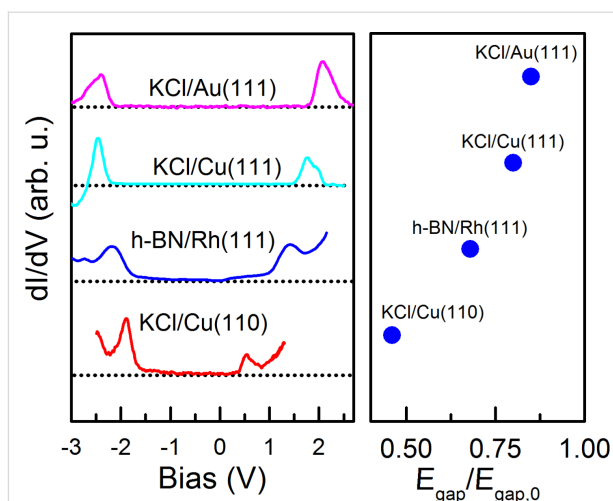 KCl/Au(111)
KCl/Cu(111)
h-BN/Rh(111)
KCl/Cu(110)
dI/dV (arb. u.)
-3 -2 -1 0 1 2
Bias (V)
KCl/Au(111)
KCl/Cu(111)
h-BN/Rh(111)
KCl/Cu(110)
0.50 0.75 1.00
E_gap/E_gap,0